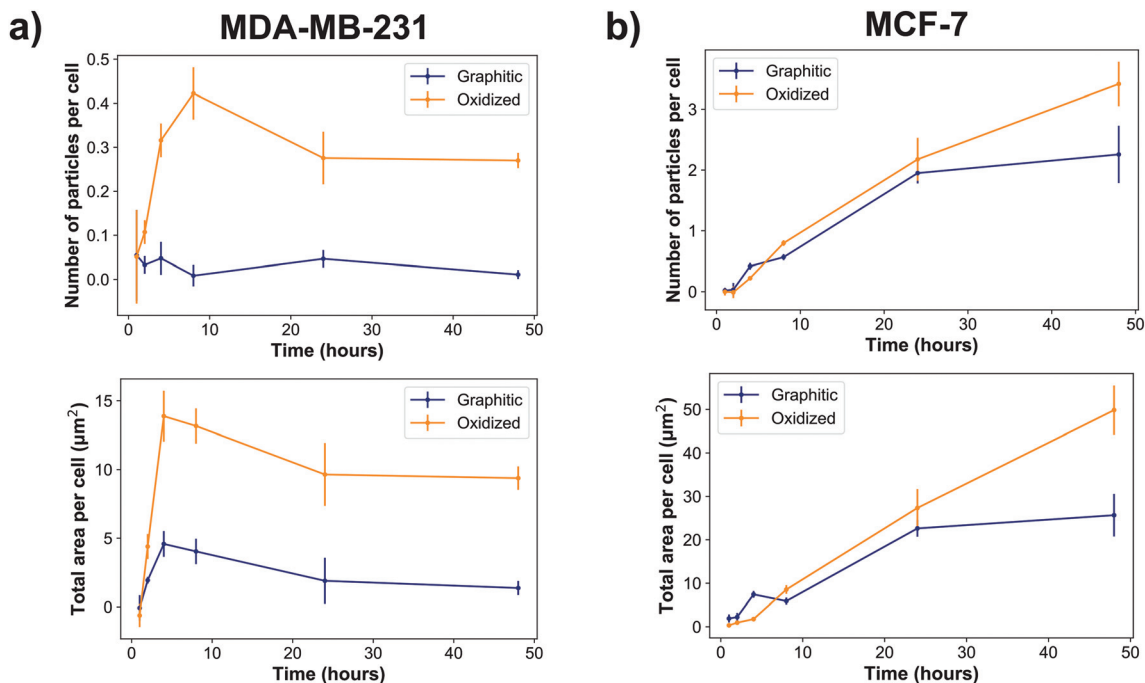 a)
MDA-MB-231
Number of particles per cell
0.5
0.4
0.3
0.2
0.1
0.0
Graphitic
Oxidized
0 10 20 30 40 50
Time (hours)
Total area per cell (µm²)
15
10
5
0
Graphitic
Oxidized
0 10 20 30 40 50
Time (hours)
b)
MCF-7
Number of particles per cell
3
2
1
0
Graphitic
Oxidized
0 10 20 30 40 50
Time (hours)
Total area per cell (µm²)
50
40
30
20
10
0
Graphitic
Oxidized
0 10 20 30 40 50
Time (hours)